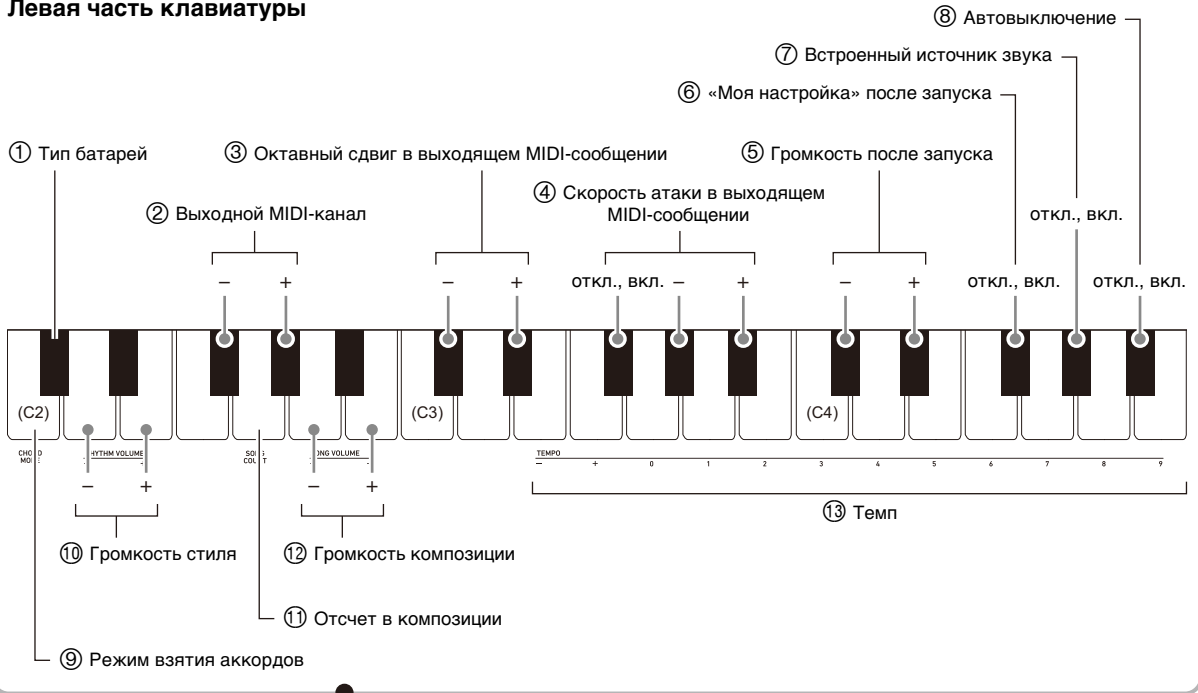 Левая часть клавиатуры
⑧ Автовыключение
⑦ Встроенный источник звука
⑥ «Моя настройка» после запуска
① Тип батарей
③ Октавный сдвиг в выходящем MIDI-сообщении
⑤ Громкость после запуска
④ Скорость атаки в выходящем
MIDI-сообщении
② Выходной MIDI-канал
откл., вкл.
− + − + откл., вкл. − + − + откл., вкл. откл., вкл.
(C2) (C3) (C4)
TEMPO
− + 0 1 2 3 4 5 6 7 8 9
− + − +
⑬ Темп
⑩ Громкость стиля
⑫ Громкость композиции
⑪ Отсчет в композиции
⑨ Режим взятия аккордов